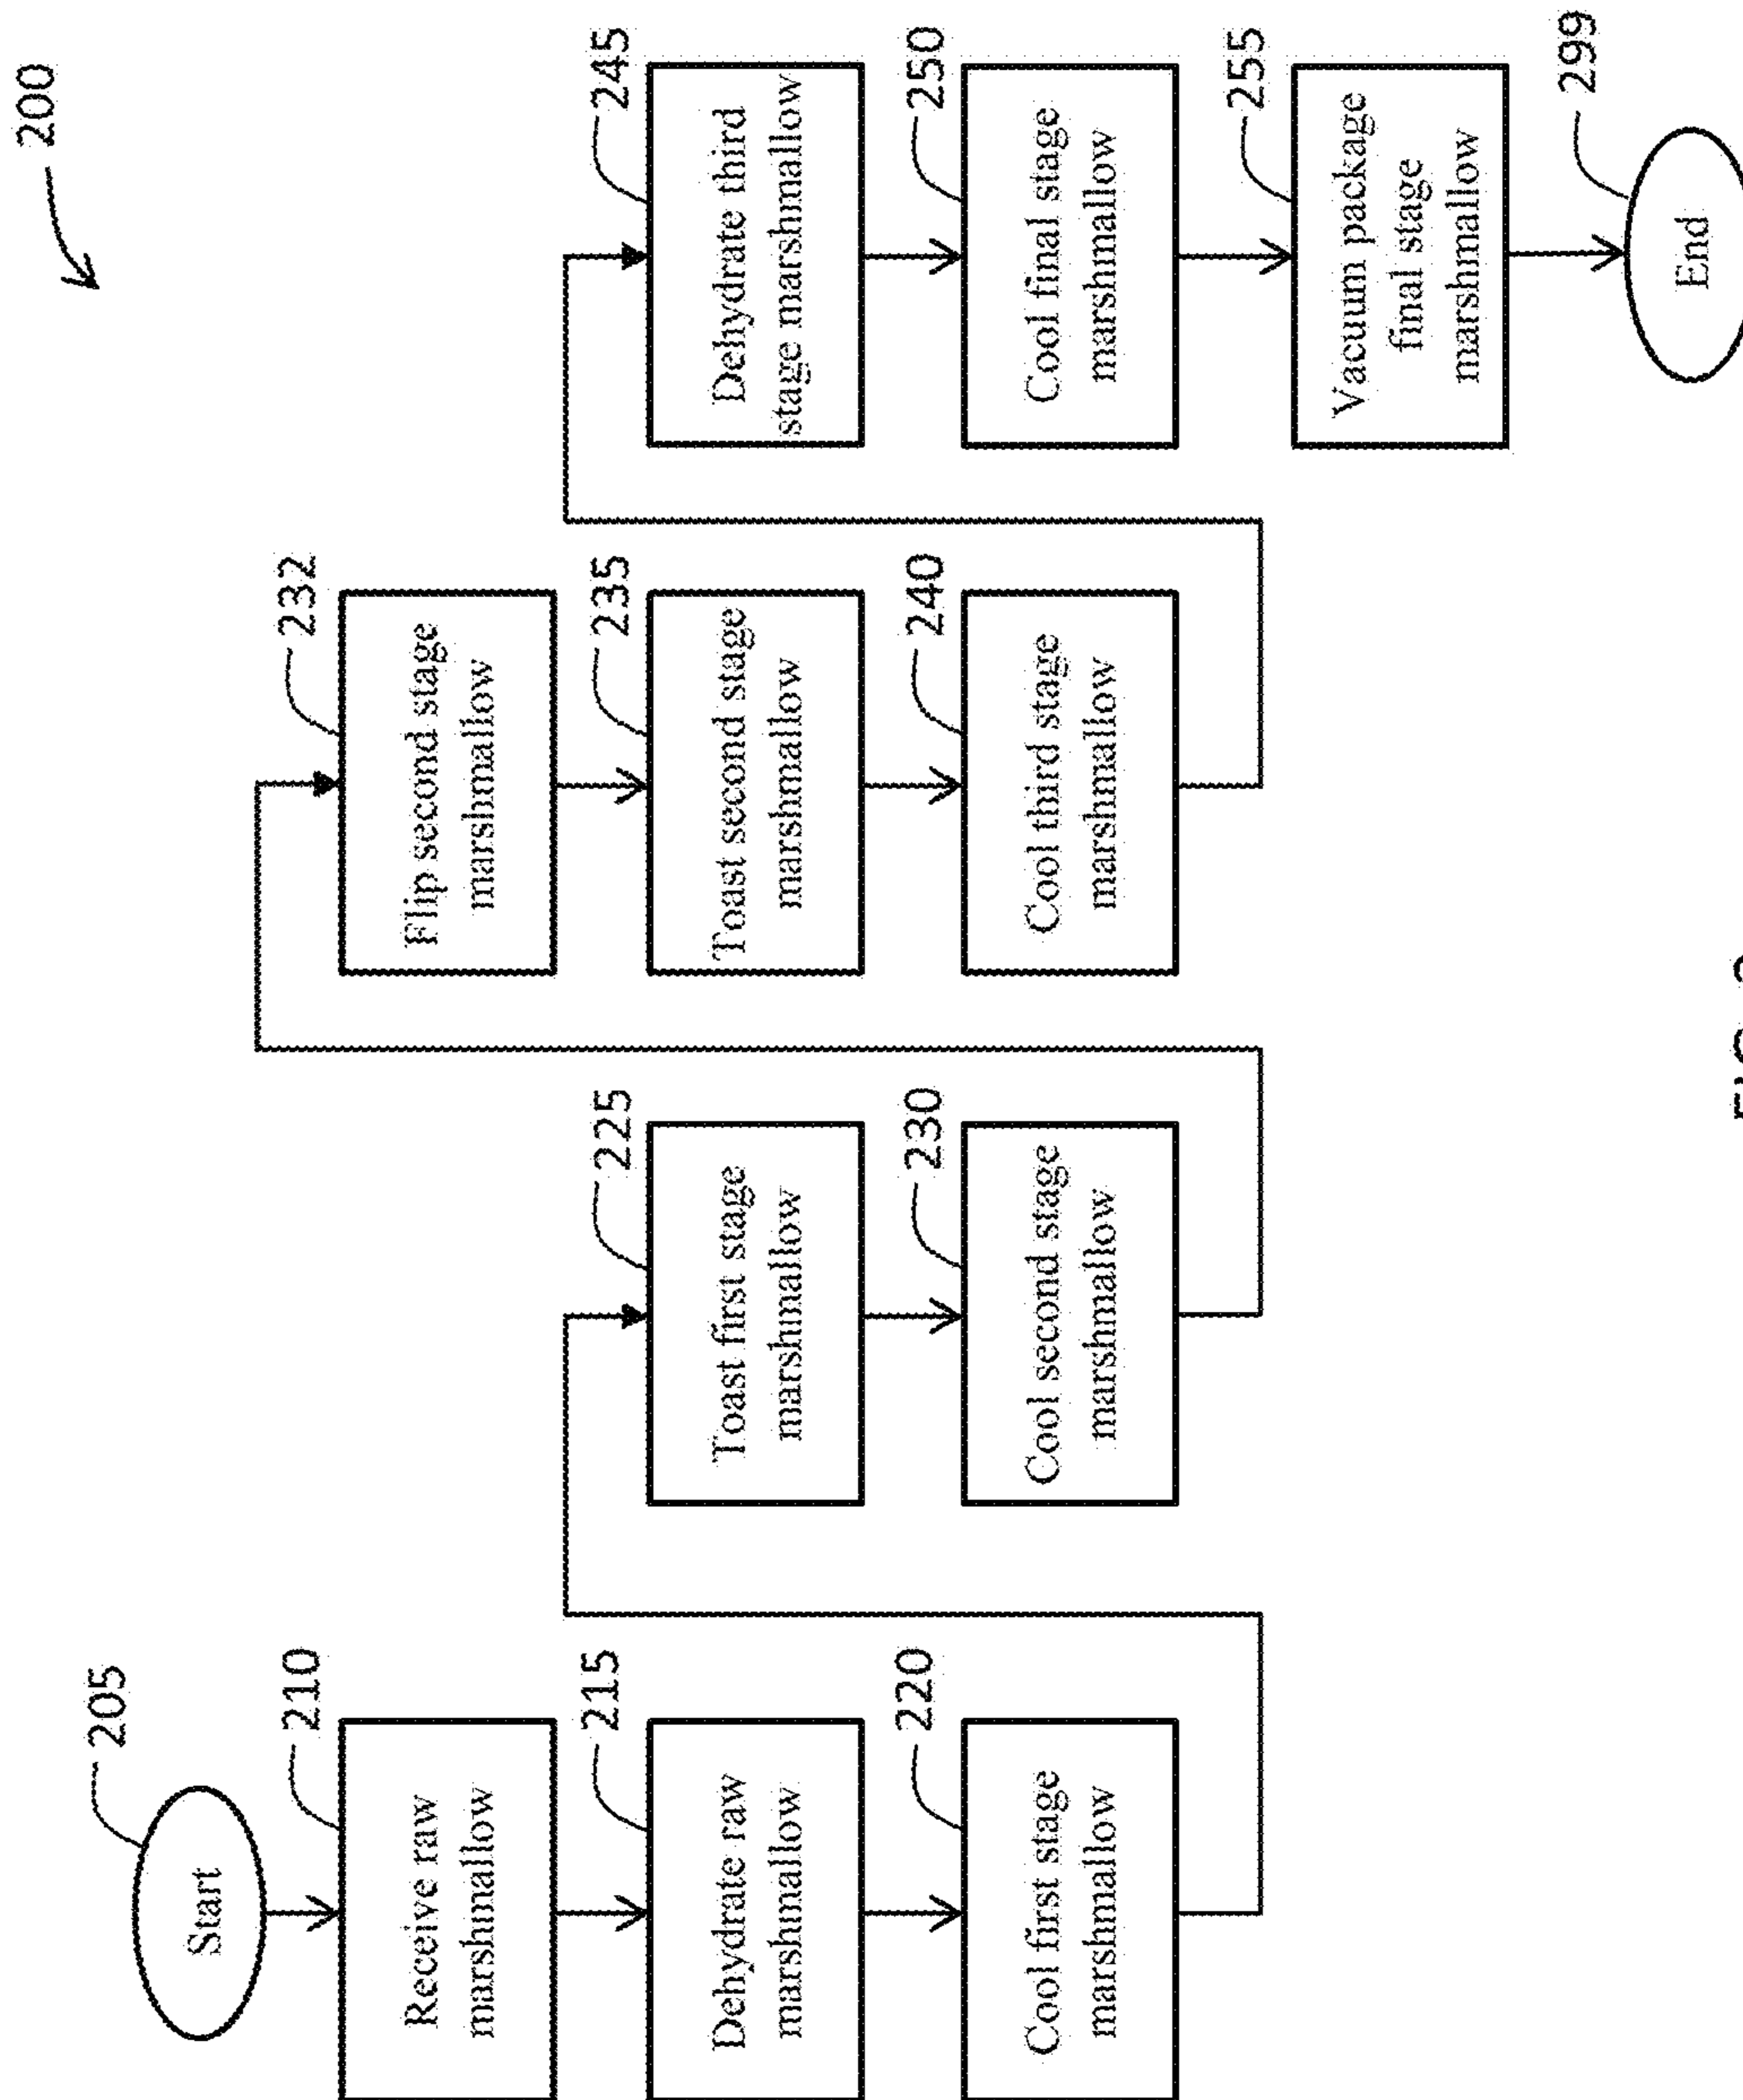 200
205
Start
210
Receive raw
marshmallow
215
Dehydrate raw
marshmallow
220
Cool first stage
marshmallow
225
Toast first stage
marshmallow
230
Cool second stage
marshmallow
232
Flip second stage
marshmallow
235
Toast second stage
marshmallow
240
Cool third stage
marshmallow
245
Dehydrate third
stage marshmallow
250
Cool final stage
marshmallow
255
Vacuum package
final stage
marshmallow
299
End